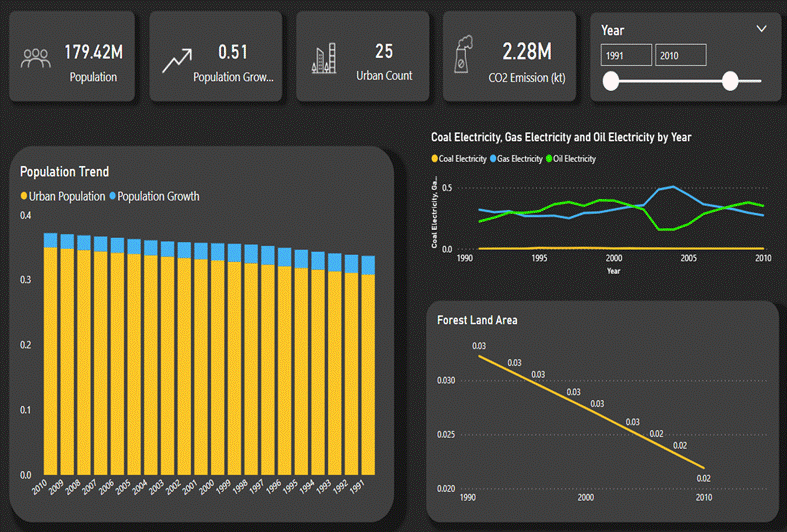 179.42M
Population
0.51
Population Grow...
25
Urban Count
2.28M
CO2 Emission (kt)
Year
1991
2010
Population Trend
Urban Population Population Growth
0.4
0.3
0.2
0.1
0.0
2010 2009 2008 2007 2006 2005 2004 2003 2002 2001 2000 1999 1998 1997 1996 1995 1994 1993 1992 1991
Coal Electricity, Gas Electricity and Oil Electricity by Year
Coal Electricity Gas Electricity Oil Electricity
Coal Electricity, Ga...
0.5
0.0
1990 1995 2000 2005 2010
Year
Forest Land Area
0.03
0.03
0.03
0.03
0.03
0.03
0.02
0.02
0.02
0.030
0.025
0.020
1990 2000 2010